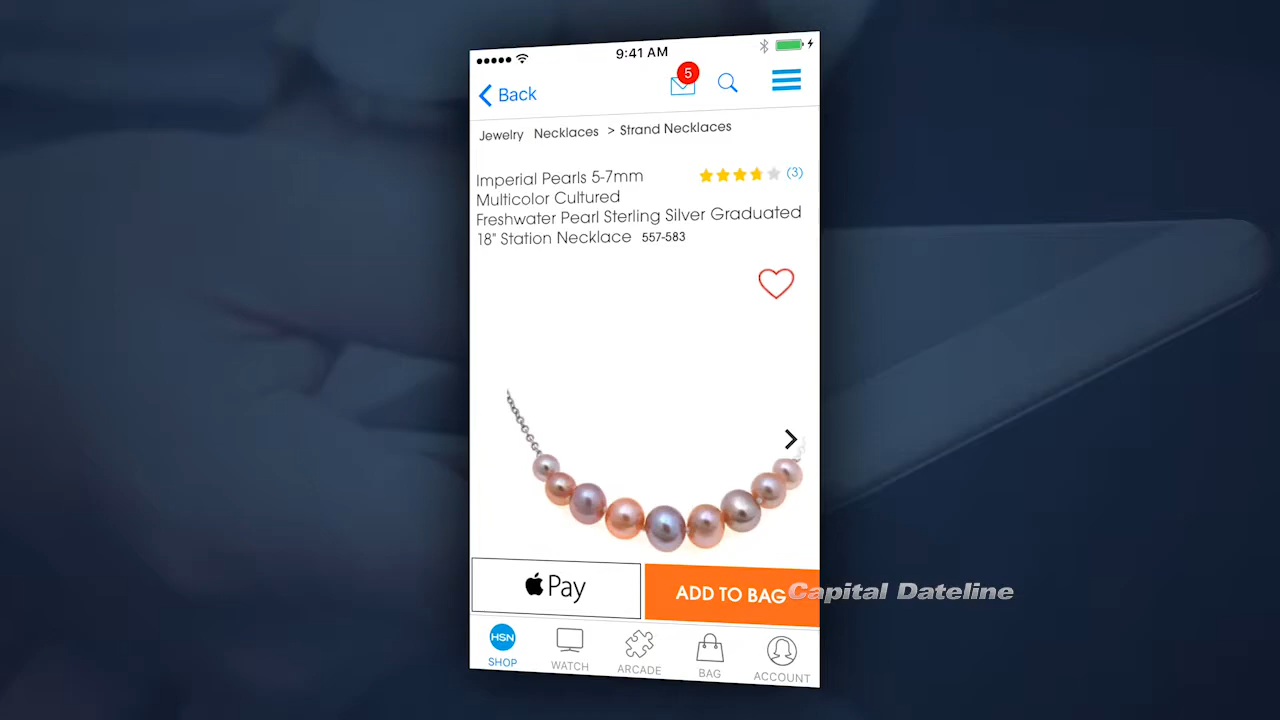 9:41 AM
5
Back
Jewelry Necklaces > Strand Necklaces
Imperial Pearls 5-7mm
(3)
Multicolor Cultured
Freshwater Pearl Sterling Silver Graduated
18" Station Necklace 557-583
Pay
ADD TO BAG
Capital Dateline
HSN
SHOP
WATCH
ARCADE
BAG
ACCOUNT